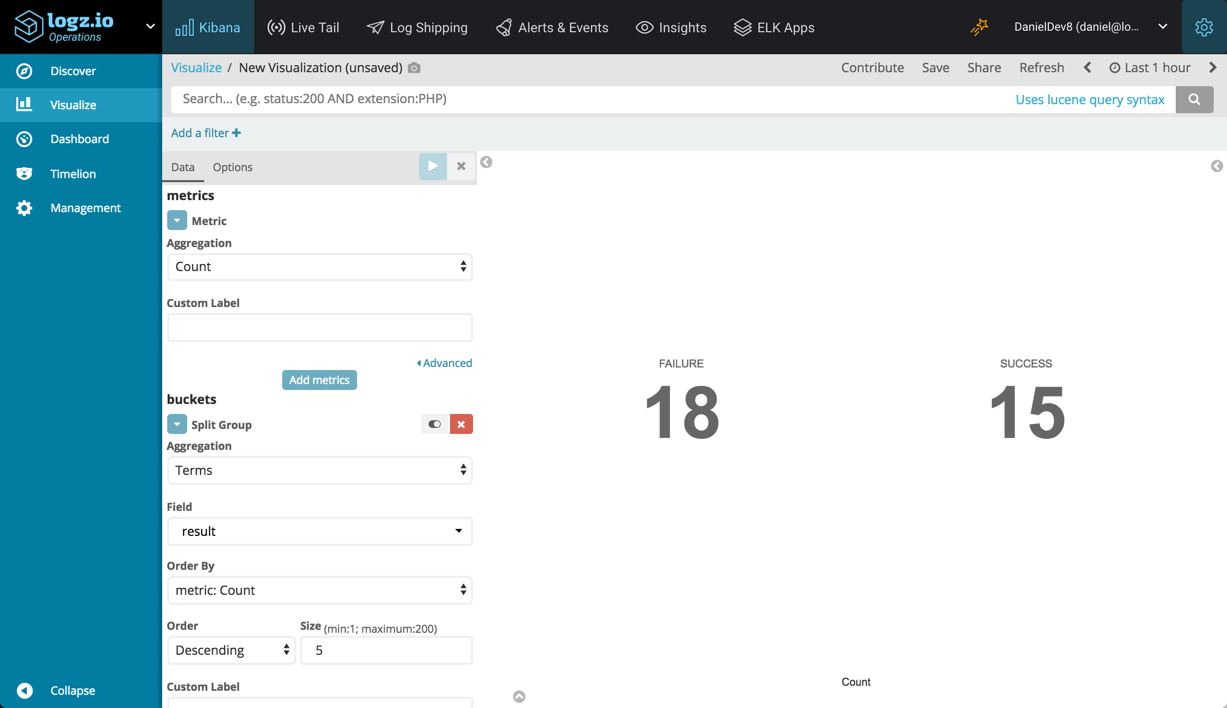 logz.io
Operations
Kibana
Live Tail
Log Shipping
Alerts & Events
Insights
ELK Apps
DanielDev8 (daniel@lo...
Discover
Visualize
Dashboard
Timelion
Management
Collapse
Visualize / New Visualization (unsaved)
Contribute
Save
Share
Refresh
Last 1 hour
Search... (e.g. status:200 AND extension:PHP)
Uses lucene query syntax
Add a filter +
Data
Options
metrics
Metric
Aggregation
Count
Custom Label
Advanced
Add metrics
buckets
Split Group
Aggregation
Terms
Field
result
Order By
metric: Count
Order
Size (min:1; maximum:200)
Descending
5
Custom Label
FAILURE
18
SUCCESS
15
Count